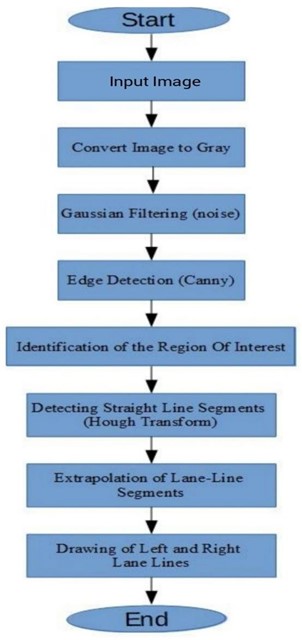 Start
Input Image
Convert Image to Gray
Gaussian Filtering (noise)
Edge Detection (Canny)
Identification of the Region Of Interest
Detecting Straight Line Segments
(Hough Transform)
Extrapolation of Lane-Line
Segments
Drawing of Left and Right
Lane Lines
End